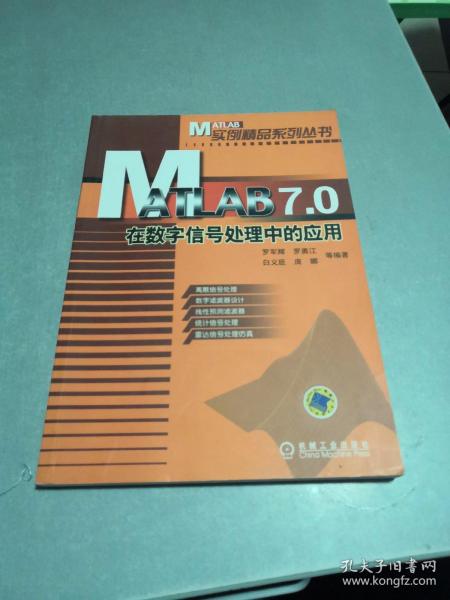 MATLAB
实例精品系列丛书
MATLAB 7.0
在数字信号处理中的应用
罗军辉 罗勇江
白义臣 庞娜 等编著
离散信号处理
数字滤波器设计
线性预测滤波器
统计信号处理
雷达信号处理仿真
机械工业出版社
China Machine Press
孔夫子旧书网
www.kongfz.com